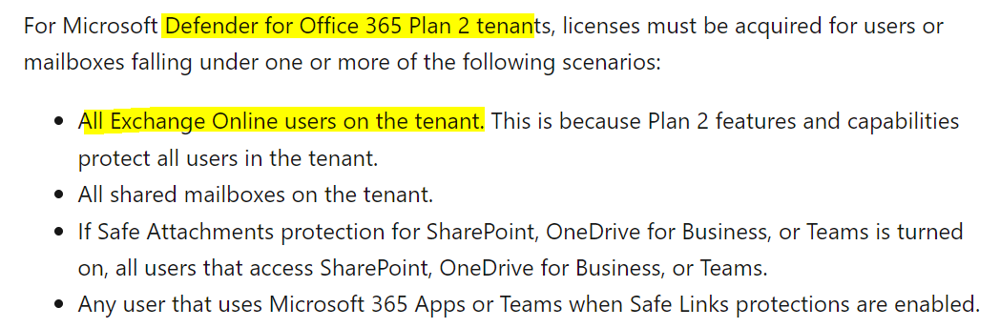 For Microsoft Defender for Office 365 Plan 2 tenants, licenses must be acquired for users or
mailboxes falling under one or more of the following scenarios:
• All Exchange Online users on the tenant. This is because Plan 2 features and capabilities
protect all users in the tenant.
• All shared mailboxes on the tenant.
• If Safe Attachments protection for SharePoint, OneDrive for Business, or Teams is turned
on, all users that access SharePoint, OneDrive for Business, or Teams.
• Any user that uses Microsoft 365 Apps or Teams when Safe Links protections are enabled.